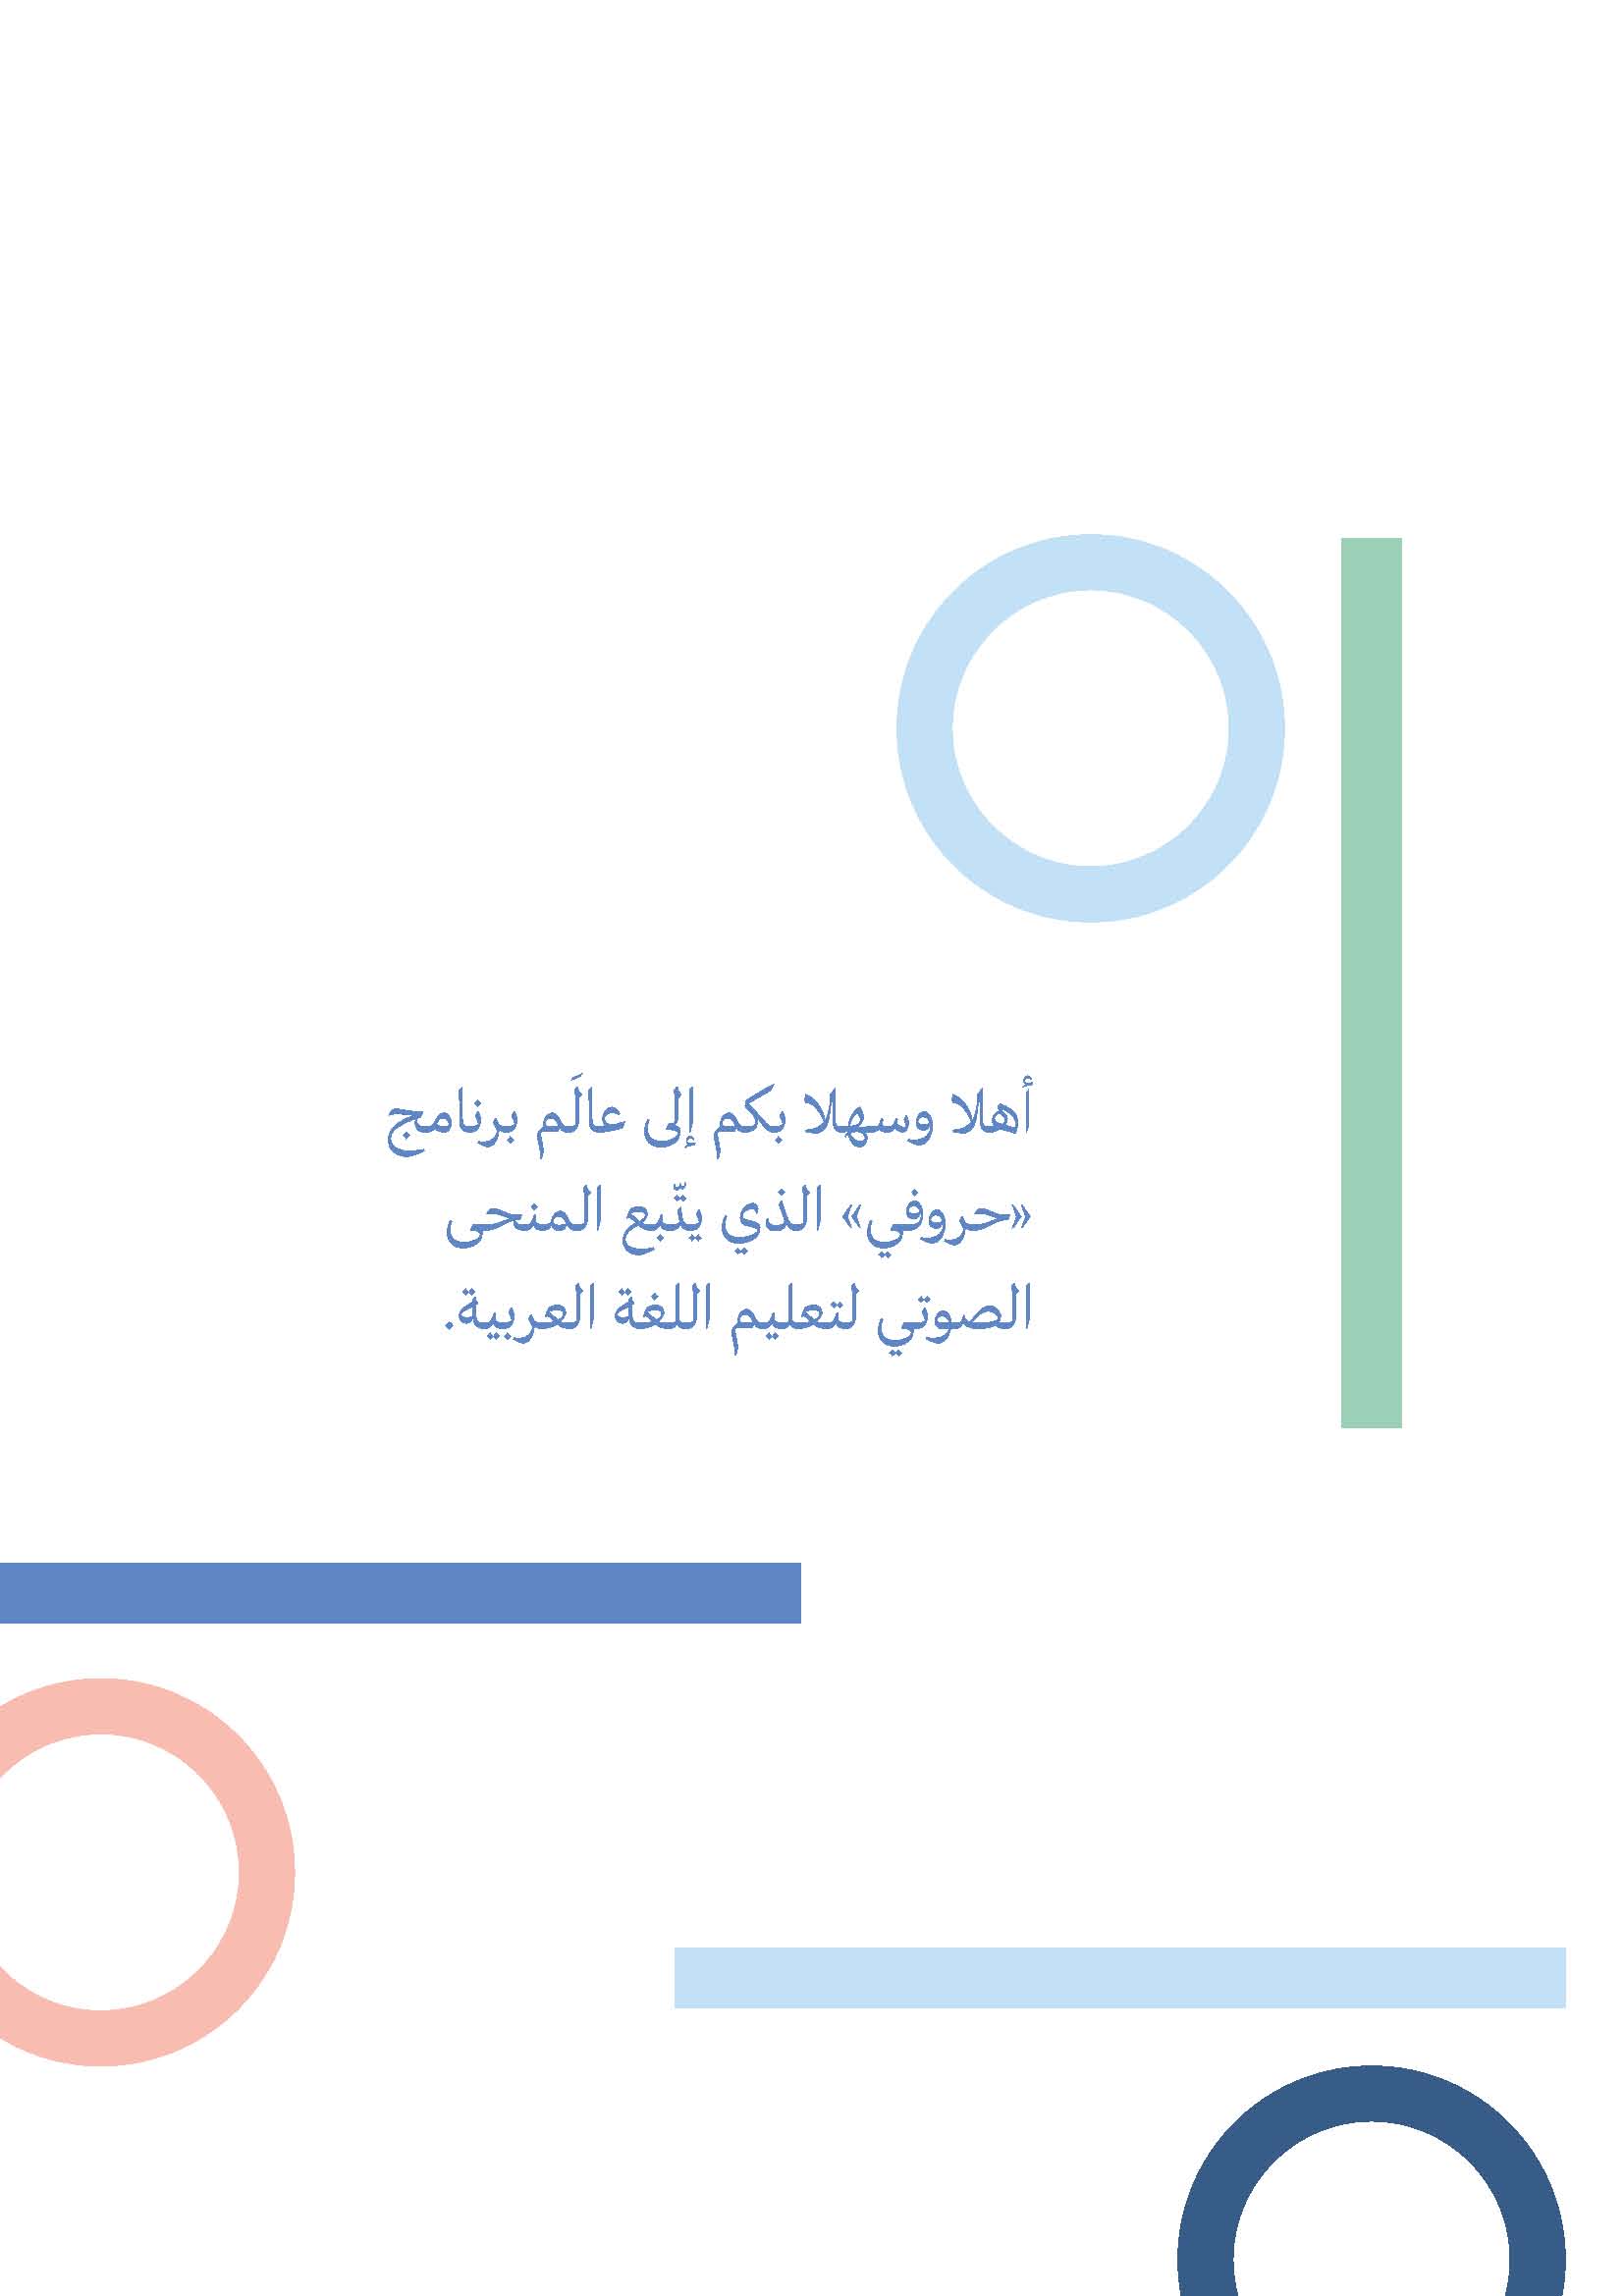 أهلا وسهلا بكم إلى عالَم برنامج
«حروفي» الذي يتّبع المنحى
الصوتي لتعليم اللغة العربية.